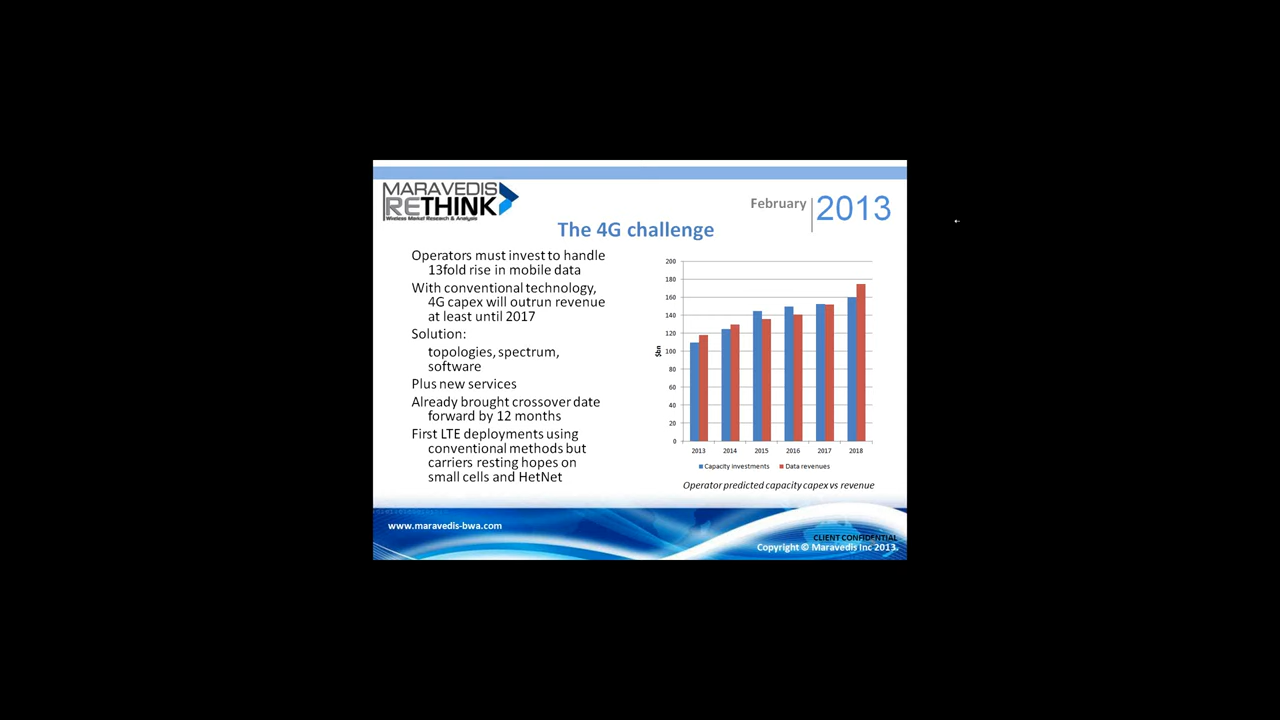 MARAVEDIS
RETHINK
Wireless Market Research & Analysis
February
2013
The 4G challenge
Operators must invest to handle
13fold rise in mobile data
With conventional technology,
4G capex will outrun revenue
at least until 2017
Solution:
topologies, spectrum,
software
Plus new services
Already brought crossover date
forward by 12 months
First LTE deployments using
conventional methods but
carriers resting hopes on
small cells and HetNet
200
180
160
140
120
100
80
60
40
20
0
$bn
2013 2014 2015 2016 2017 2018
Capacity investments Data revenues
Operator predicted capacity capex vs revenue
www.maravedis-bwa.com
CLIENT CONFIDENTIAL
Copyright © Maravedis Inc 2013.